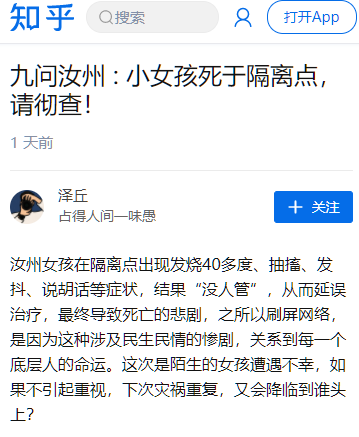 知乎 搜索 打开App
九问汝州：小女孩死于隔离点，
请彻查！
1 天前
泽丘
占得人间一味愚
+ 关注
汝州女孩在隔离点出现发烧40多度、抽搐、发
抖、说胡话等症状，结果“没人管”，从而延误
治疗，最终导致死亡的悲剧，之所以刷屏网络，
是因为这种涉及民生民情的惨剧，关系到每一个
底层人的命运。这次是陌生的女孩遭遇不幸，如
果不引起重视，下次灾祸重复，又会降临到谁头
上？